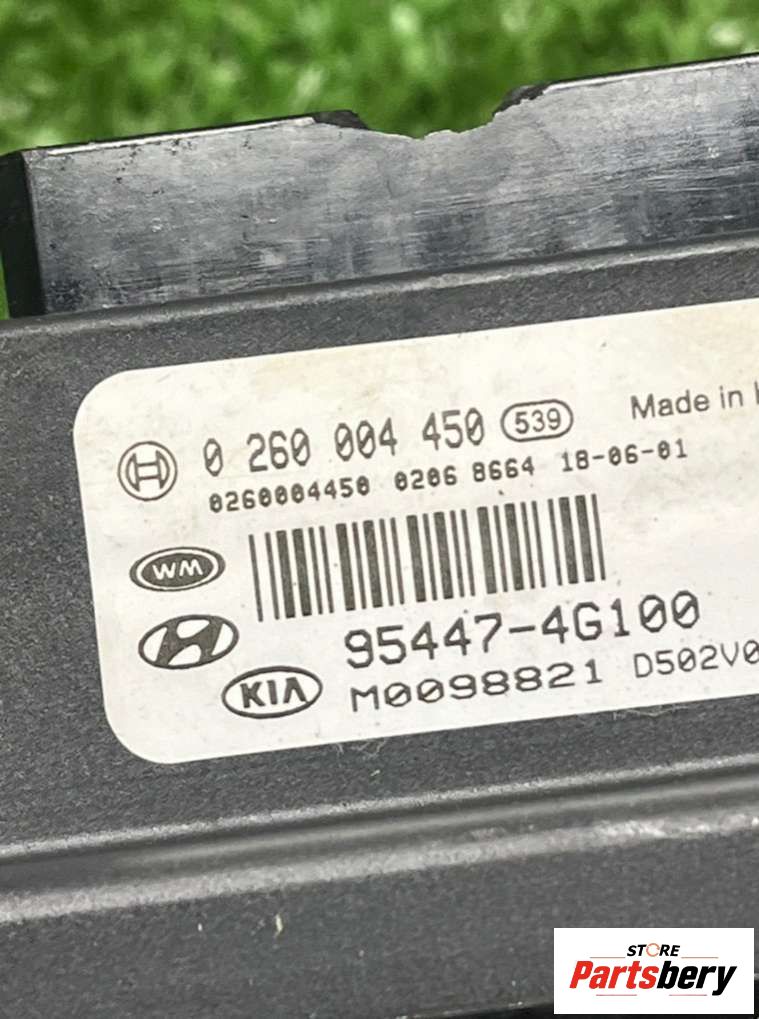 0 260 004 450 539 Made in
0260004450 0206 8664 18-06-01
WM
95447-4G100
KIA M0098821 D502V0
STORE
Partsbery